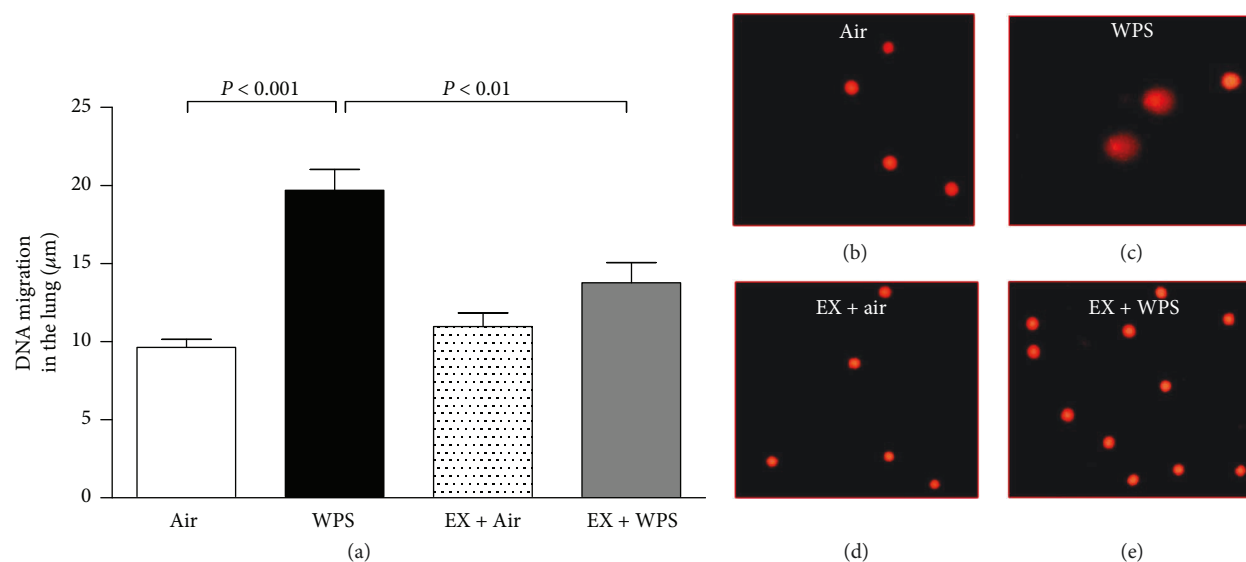 P < 0.001
P < 0.01
25
20
15
10
5
0
DNA migration
in the lung (μm)
Air
WPS
EX + Air
EX + WPS
(a)
Air
(b)
WPS
(c)
EX + air
(d)
EX + WPS
(e)